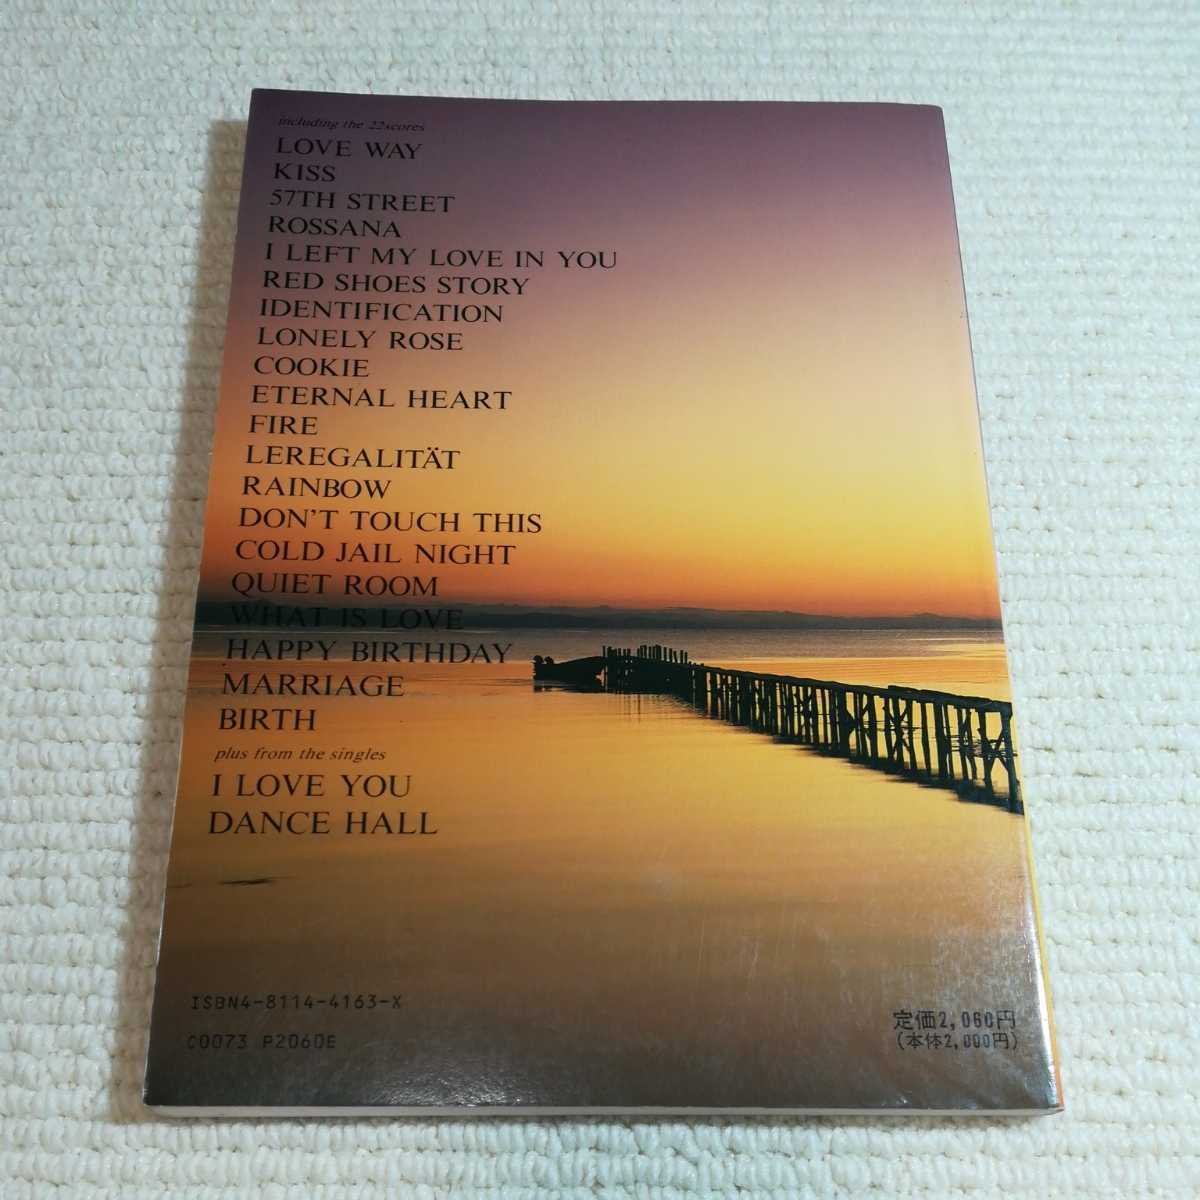 including the 22scores
LOVE WAY
KISS
57TH STREET
ROSSANA
I LEFT MY LOVE IN YOU
RED SHOES STORY
IDENTIFICATION
LONELY ROSE
COOKIE
ETERNAL HEART
FIRE
LEREGALITÄT
RAINBOW
DON'T TOUCH THIS
COLD JAIL NIGHT
QUIET ROOM
WHAT IS LOVE
HAPPY BIRTHDAY
MARRIAGE
BIRTH
plus from the singles
I LOVE YOU
DANCE HALL
ISBN4-8114-4163-X
C0073 P2060E
定価2,060円
(本体2,000円)